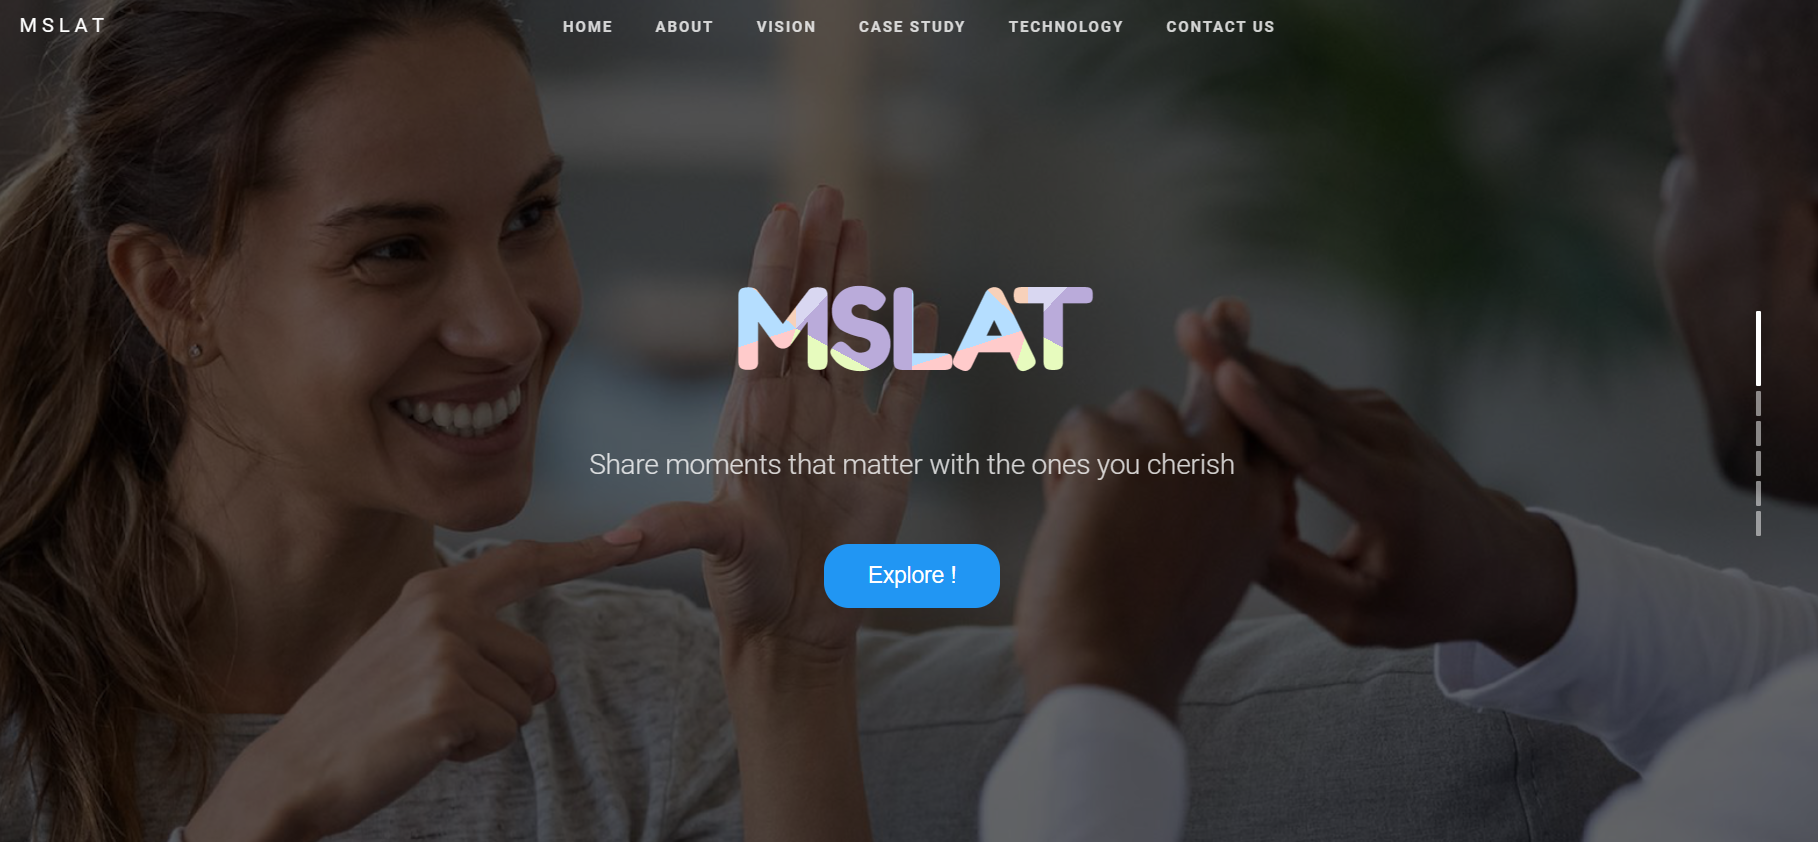 MSLAT
HOME ABOUT VISION CASE STUDY TECHNOLOGY CONTACT US
MSLAT
Share moments that matter with the ones you cherish
Explore !